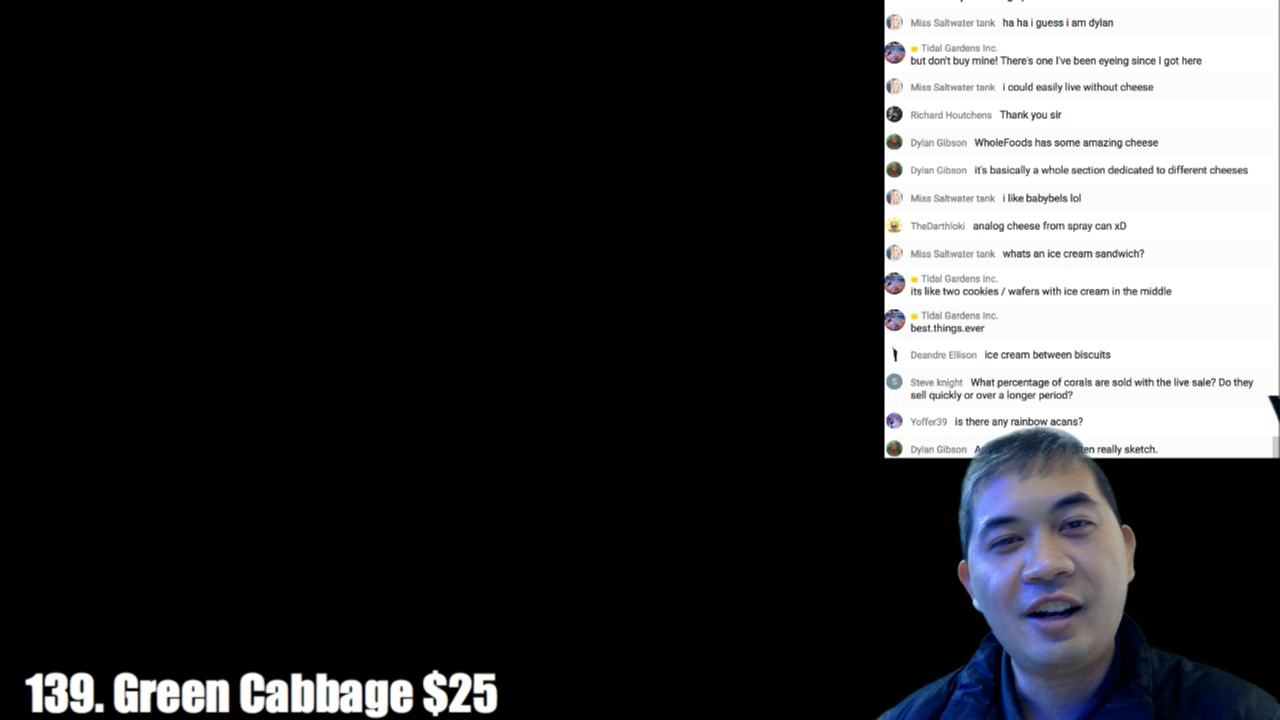 Miss Saltwater tank ha ha i guess i am dylan
Tidal Gardens Inc.
but don't buy mine! There's one I've been eyeing since I got here
Miss Saltwater tank i could easily live without cheese
Richard Houtchens Thank you sir
Dylan Gibson WholeFoods has some amazing cheese
Dylan Gibson it's basically a whole section dedicated to different cheeses
Miss Saltwater tank i like babybels lol
TheDarthloki analog cheese from spray can xD
Miss Saltwater tank whats an ice cream sandwich?
Tidal Gardens Inc.
its like two cookies / wafers with ice cream in the middle
Tidal Gardens Inc.
best.things.ever
Deandre Ellison ice cream between biscuits
S
Steve knight What percentage of corals are sold with the live sale? Do they
sell quickly or over a longer period?
Yoffer39 is there any rainbow acans?
Dylan Gibson really sketch.
139. Green Cabbage $25